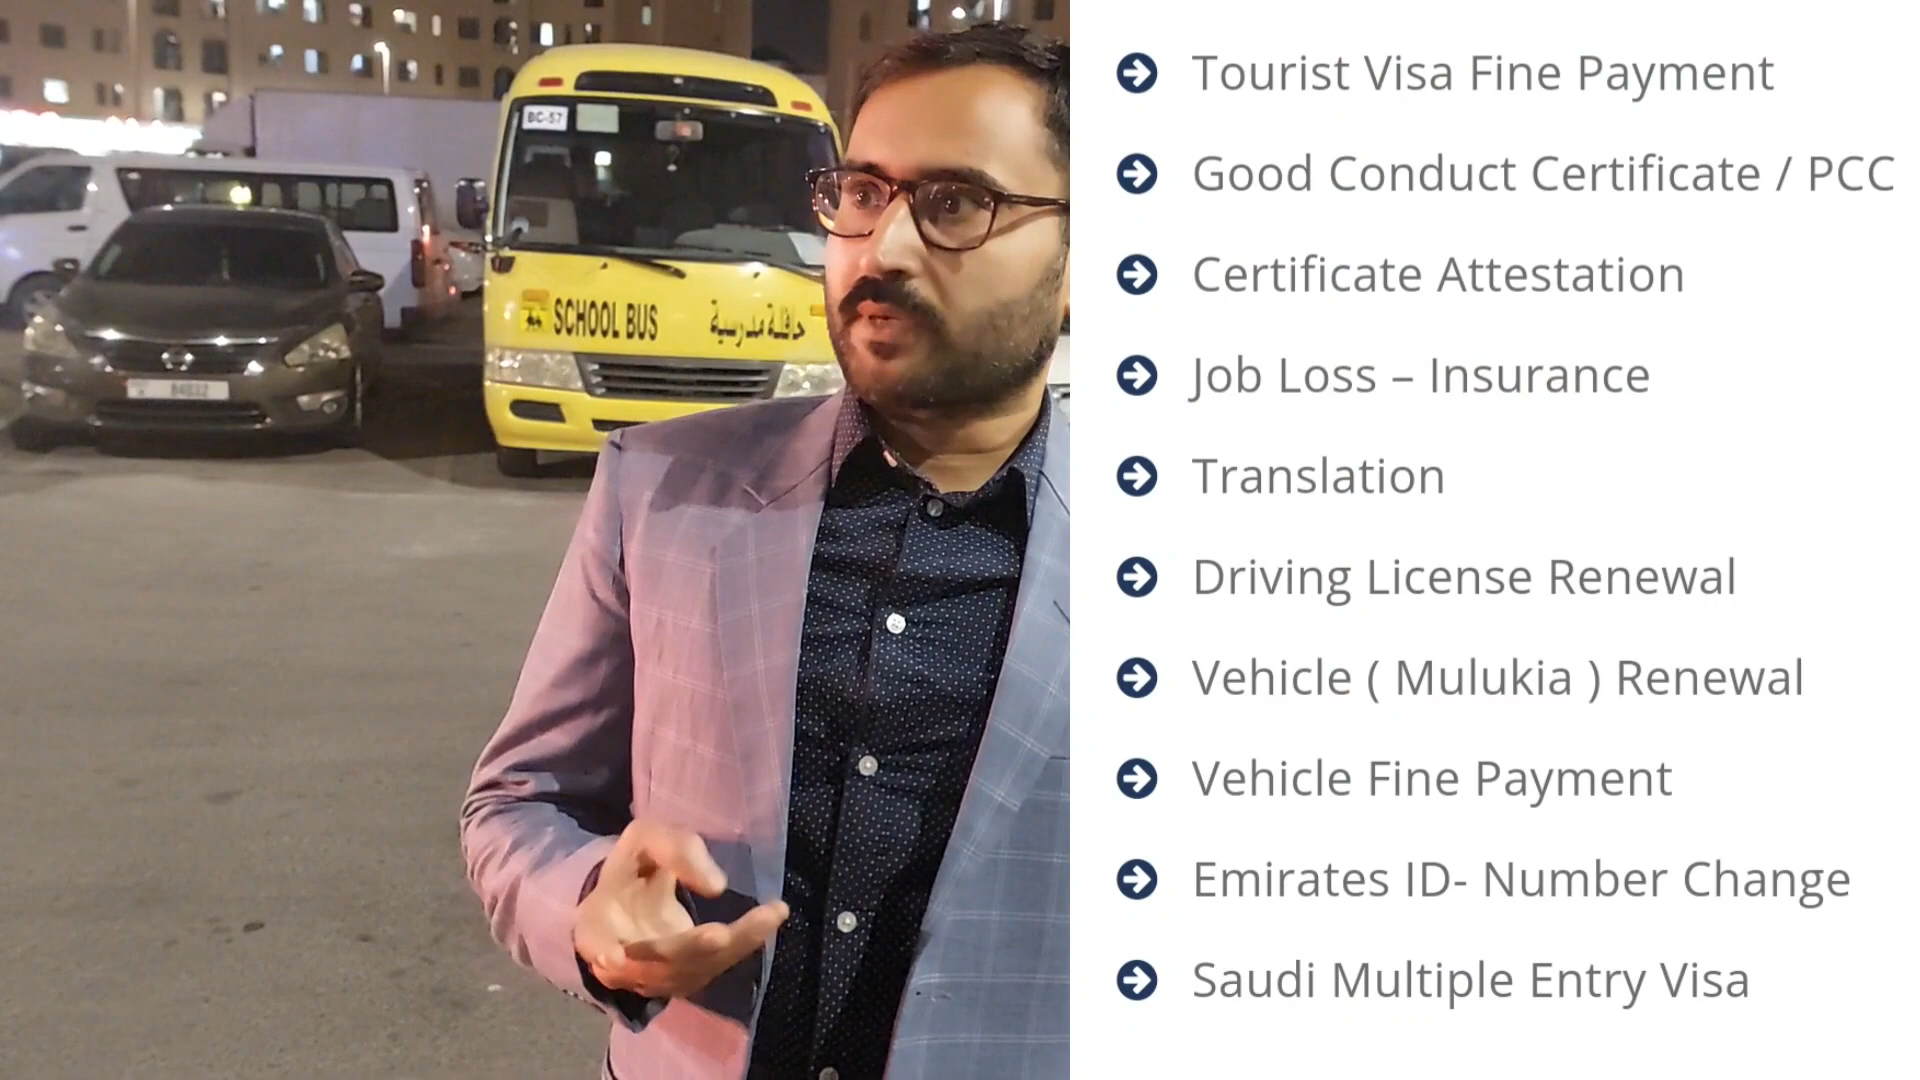 BC-57
SCHOOL BUS
حافلة مدرسية
Tourist Visa Fine Payment
Good Conduct Certificate / PCC
Certificate Attestation
Job Loss – Insurance
Translation
Driving License Renewal
Vehicle ( Mulukia ) Renewal
Vehicle Fine Payment
Emirates ID- Number Change
Saudi Multiple Entry Visa